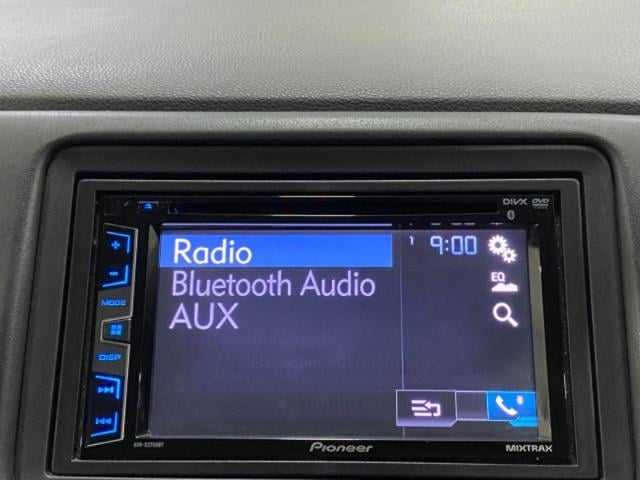 DIVX DVD
Radio
1 9:00
Bluetooth Audio
EQ
AUX
MODE
DISP
Pioneer
MIXTRAX